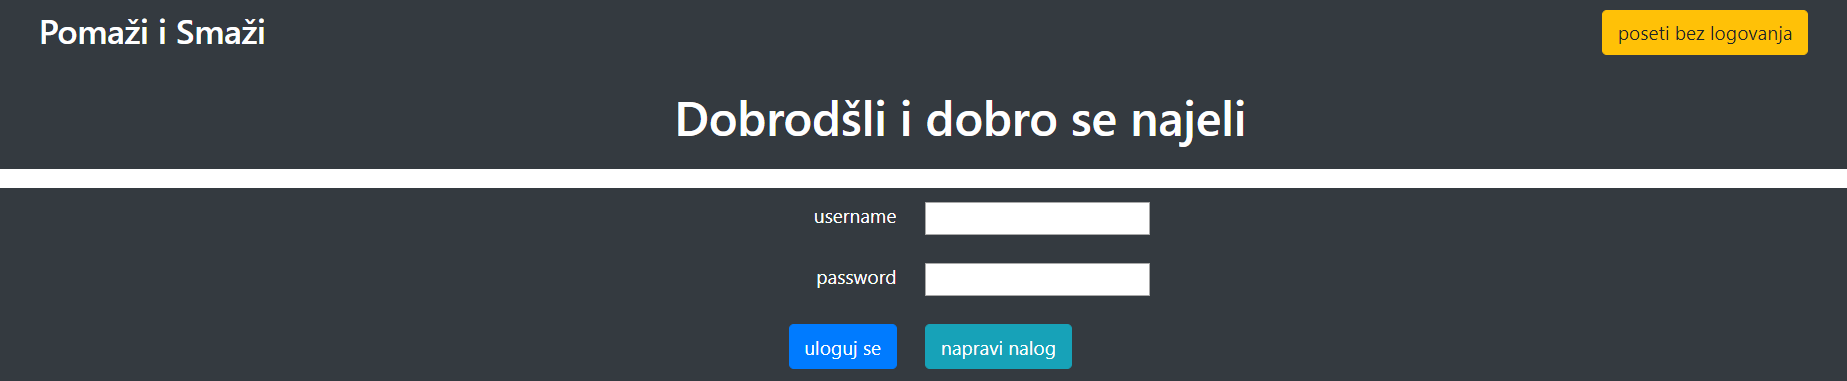 Pomaži i Smaži
poseti bez logovanja
Dobrodšli i dobro se najeli
username
password
uloguj se
napravi nalog